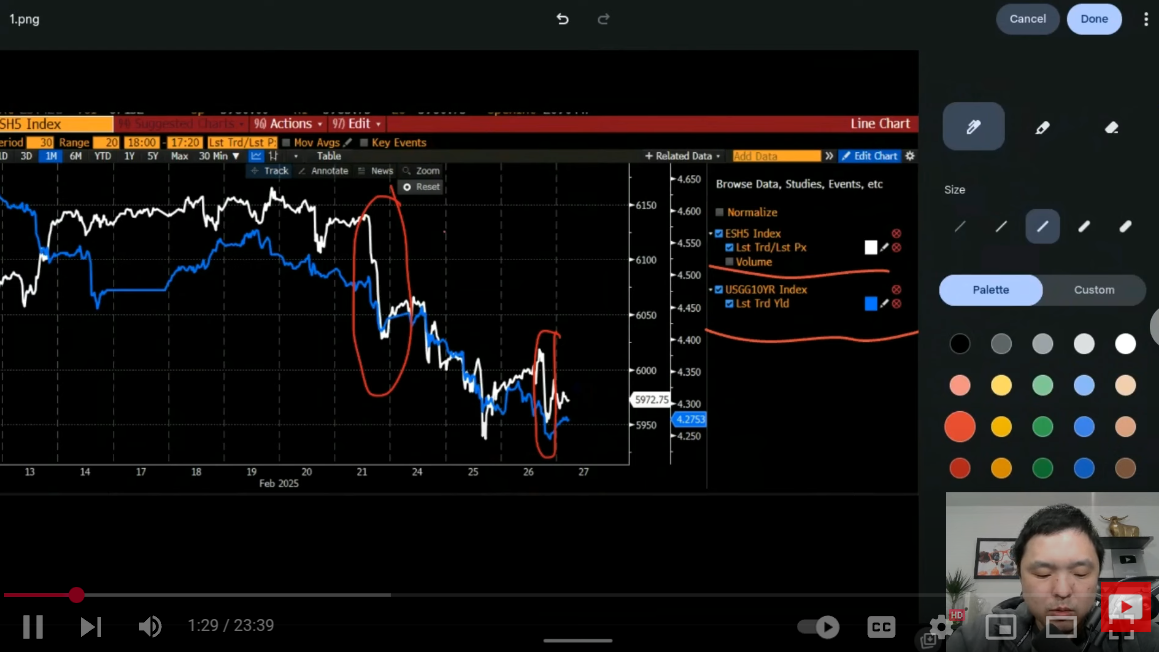 1.png
Cancel
Done
ESH5 Index
96) Suggested Charts
96) Actions
97) Edit
Line Chart
eriod 30 Range 20 18:00 - 17:20 Lst Trd/Lst P: Mov Avgs Key Events
1D 3D 1M 6M YTD 1Y 5Y Max 30 Min ▼ Table
+ Related Data
Add Data
» Edit Chart
Track Annotate News Zoom
Reset
Browse Data, Studies, Events, etc
Normalize
ESH5 Index
Lst Trd/Lst Px
Volume
USGG10YR Index
Lst Trd Yld
6150
6100
6050
6000
5972.75
5950
4.650
4.600
4.550
4.500
4.450
4.400
4.350
4.300
4.2753
4.250
13 14 17 18 19 20 21 24 25 26 27
Feb 2025
Size
Palette
Custom
1:29 / 23:39
CC
HD